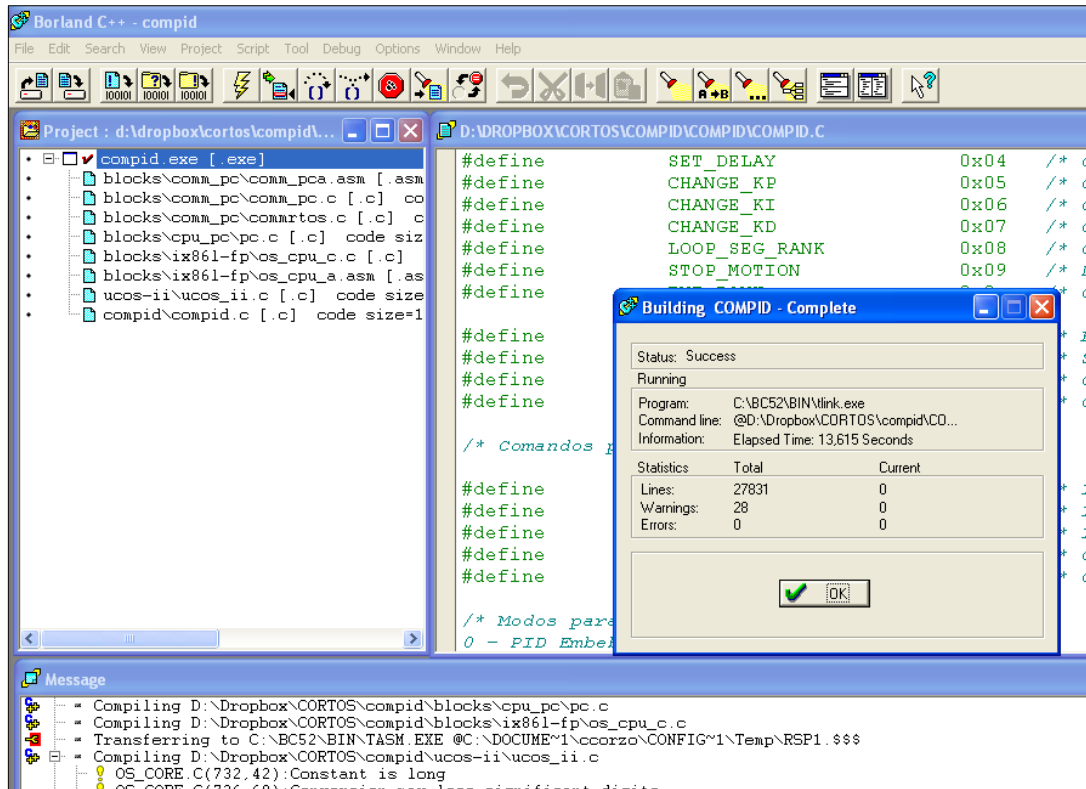 Borland C++ - compid
File Edit Search View Project Script Tool Debug Options Window Help
Project : d:\dropbox\cortos\compid\...
compid.exe [.exe]
blocks\comm_pc\comm_pca.asm [.asm
blocks\comm_pc\comm_pc.c [.c] co
blocks\comm_pc\commrtos.c [.c] c
blocks\cpu_pc\pc.c [.c] code siz
blocks\ix86l-fp\os_cpu_c.c [.c]
blocks\ix86l-fp\os_cpu_a.asm [.as
ucos-ii\ucos_ii.c [.c] code size
compid\compid.c [.c] code size=1
D:\DROPBOX\CORTOS\COMPID\COMPID\COMPID.C
#define SET_DELAY 0x04 /*
#define CHANGE_KP 0x05 /*
#define CHANGE_KI 0x06 /*
#define CHANGE_KD 0x07 /*
#define LOOP_SEG_RANK 0x08 /*
#define STOP_MOTION 0x09 /*
#define
#define
#define
#define
#define
/* Comandos
#define
#define
#define
#define
#define
/* Modos para
0 - PID Embe
Building COMPID - Complete
Status: Success
Running
Program: C:\BC52\BIN\tlink.exe
Command line: @D:\Dropbox\CORTOS\compid\CO...
Information: Elapsed Time: 13,615 Seconds
Statistics Total Current
Lines: 27831 0
Warnings: 28 0
Errors: 0 0
OK
Message
Compiling D:\Dropbox\CORTOS\compid\blocks\cpu_pc\pc.c
Compiling D:\Dropbox\CORTOS\compid\blocks\ix86l-fp\os_cpu_c.c
Transferring to C:\BC52\BIN\TASM.EXE @C:\DOCUME~1\ccorzo\CONFIG~1\Temp\RSP1.$$$
Compiling D:\Dropbox\CORTOS\compid\ucos-ii\ucos_ii.c
OS_CORE.C(732,42):Constant is long